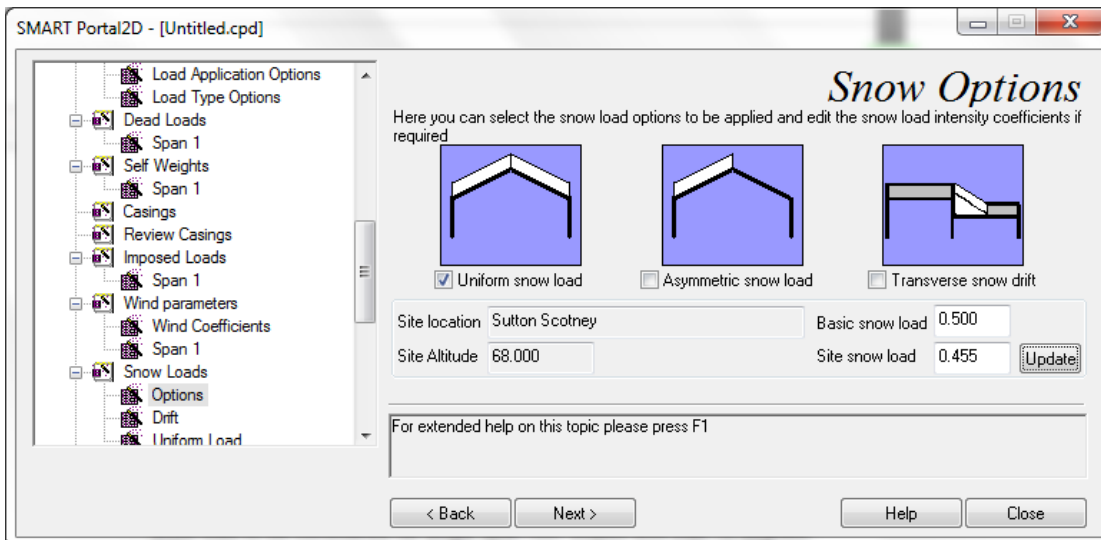 SMART Portal2D - [Untitled.cpd]
Load Application Options
Load Type Options
Dead Loads
Span 1
Self Weights
Span 1
Casings
Review Casings
Imposed Loads
Span 1
Wind parameters
Wind Coefficients
Span 1
Snow Loads
Options
Drift
Uniform Load
Snow Options
Here you can select the snow load options to be applied and edit the snow load intensity coefficients if
required
Uniform snow load
Asymmetric snow load
Transverse snow drift
Site location Sutton Scotney
Basic snow load 0.500
Site Altitude 68.000
Site snow load 0.455 Update
For extended help on this topic please press F1
< Back Next > Help Close